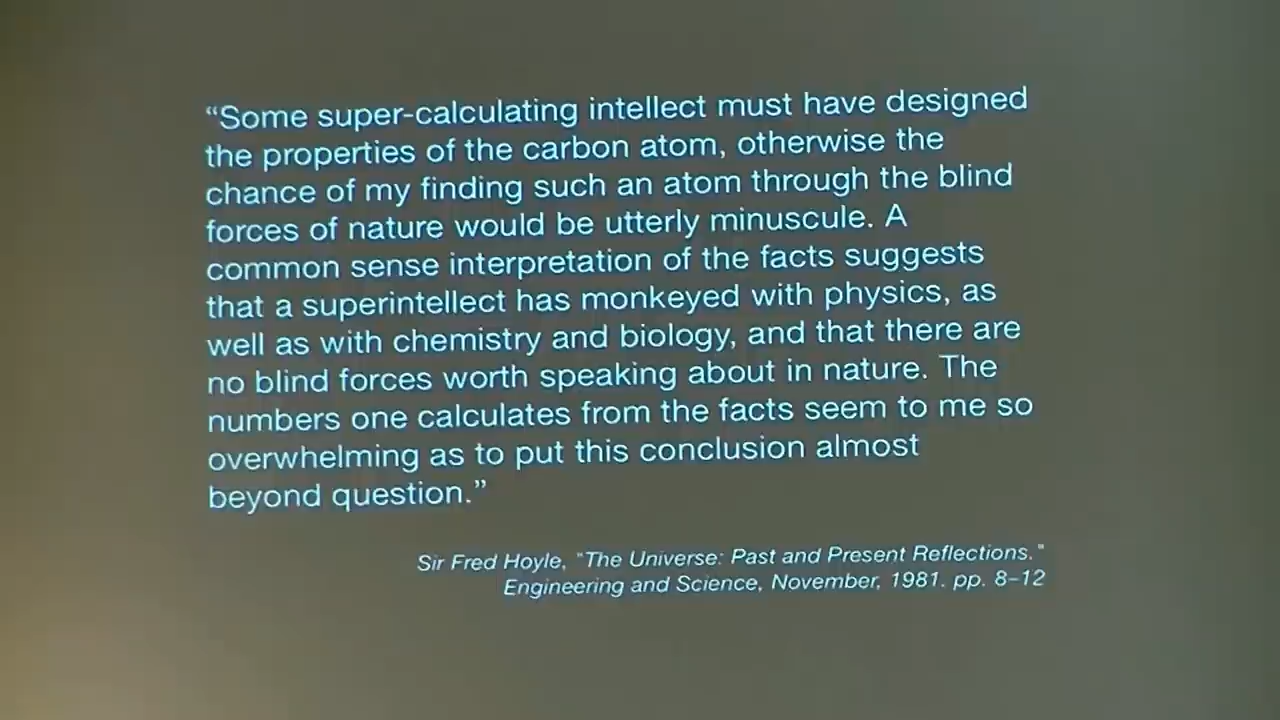 “Some super-calculating intellect must have designed
the properties of the carbon atom, otherwise the
chance of my finding such an atom through the blind
forces of nature would be utterly minuscule. A
common sense interpretation of the facts suggests
that a superintellect has monkeyed with physics, as
well as with chemistry and biology, and that there are
no blind forces worth speaking about in nature. The
numbers one calculates from the facts seem to me so
overwhelming as to put this conclusion almost
beyond question.”
Sir Fred Hoyle, "The Universe: Past and Present Reflections."
Engineering and Science, November, 1981. pp. 8–12